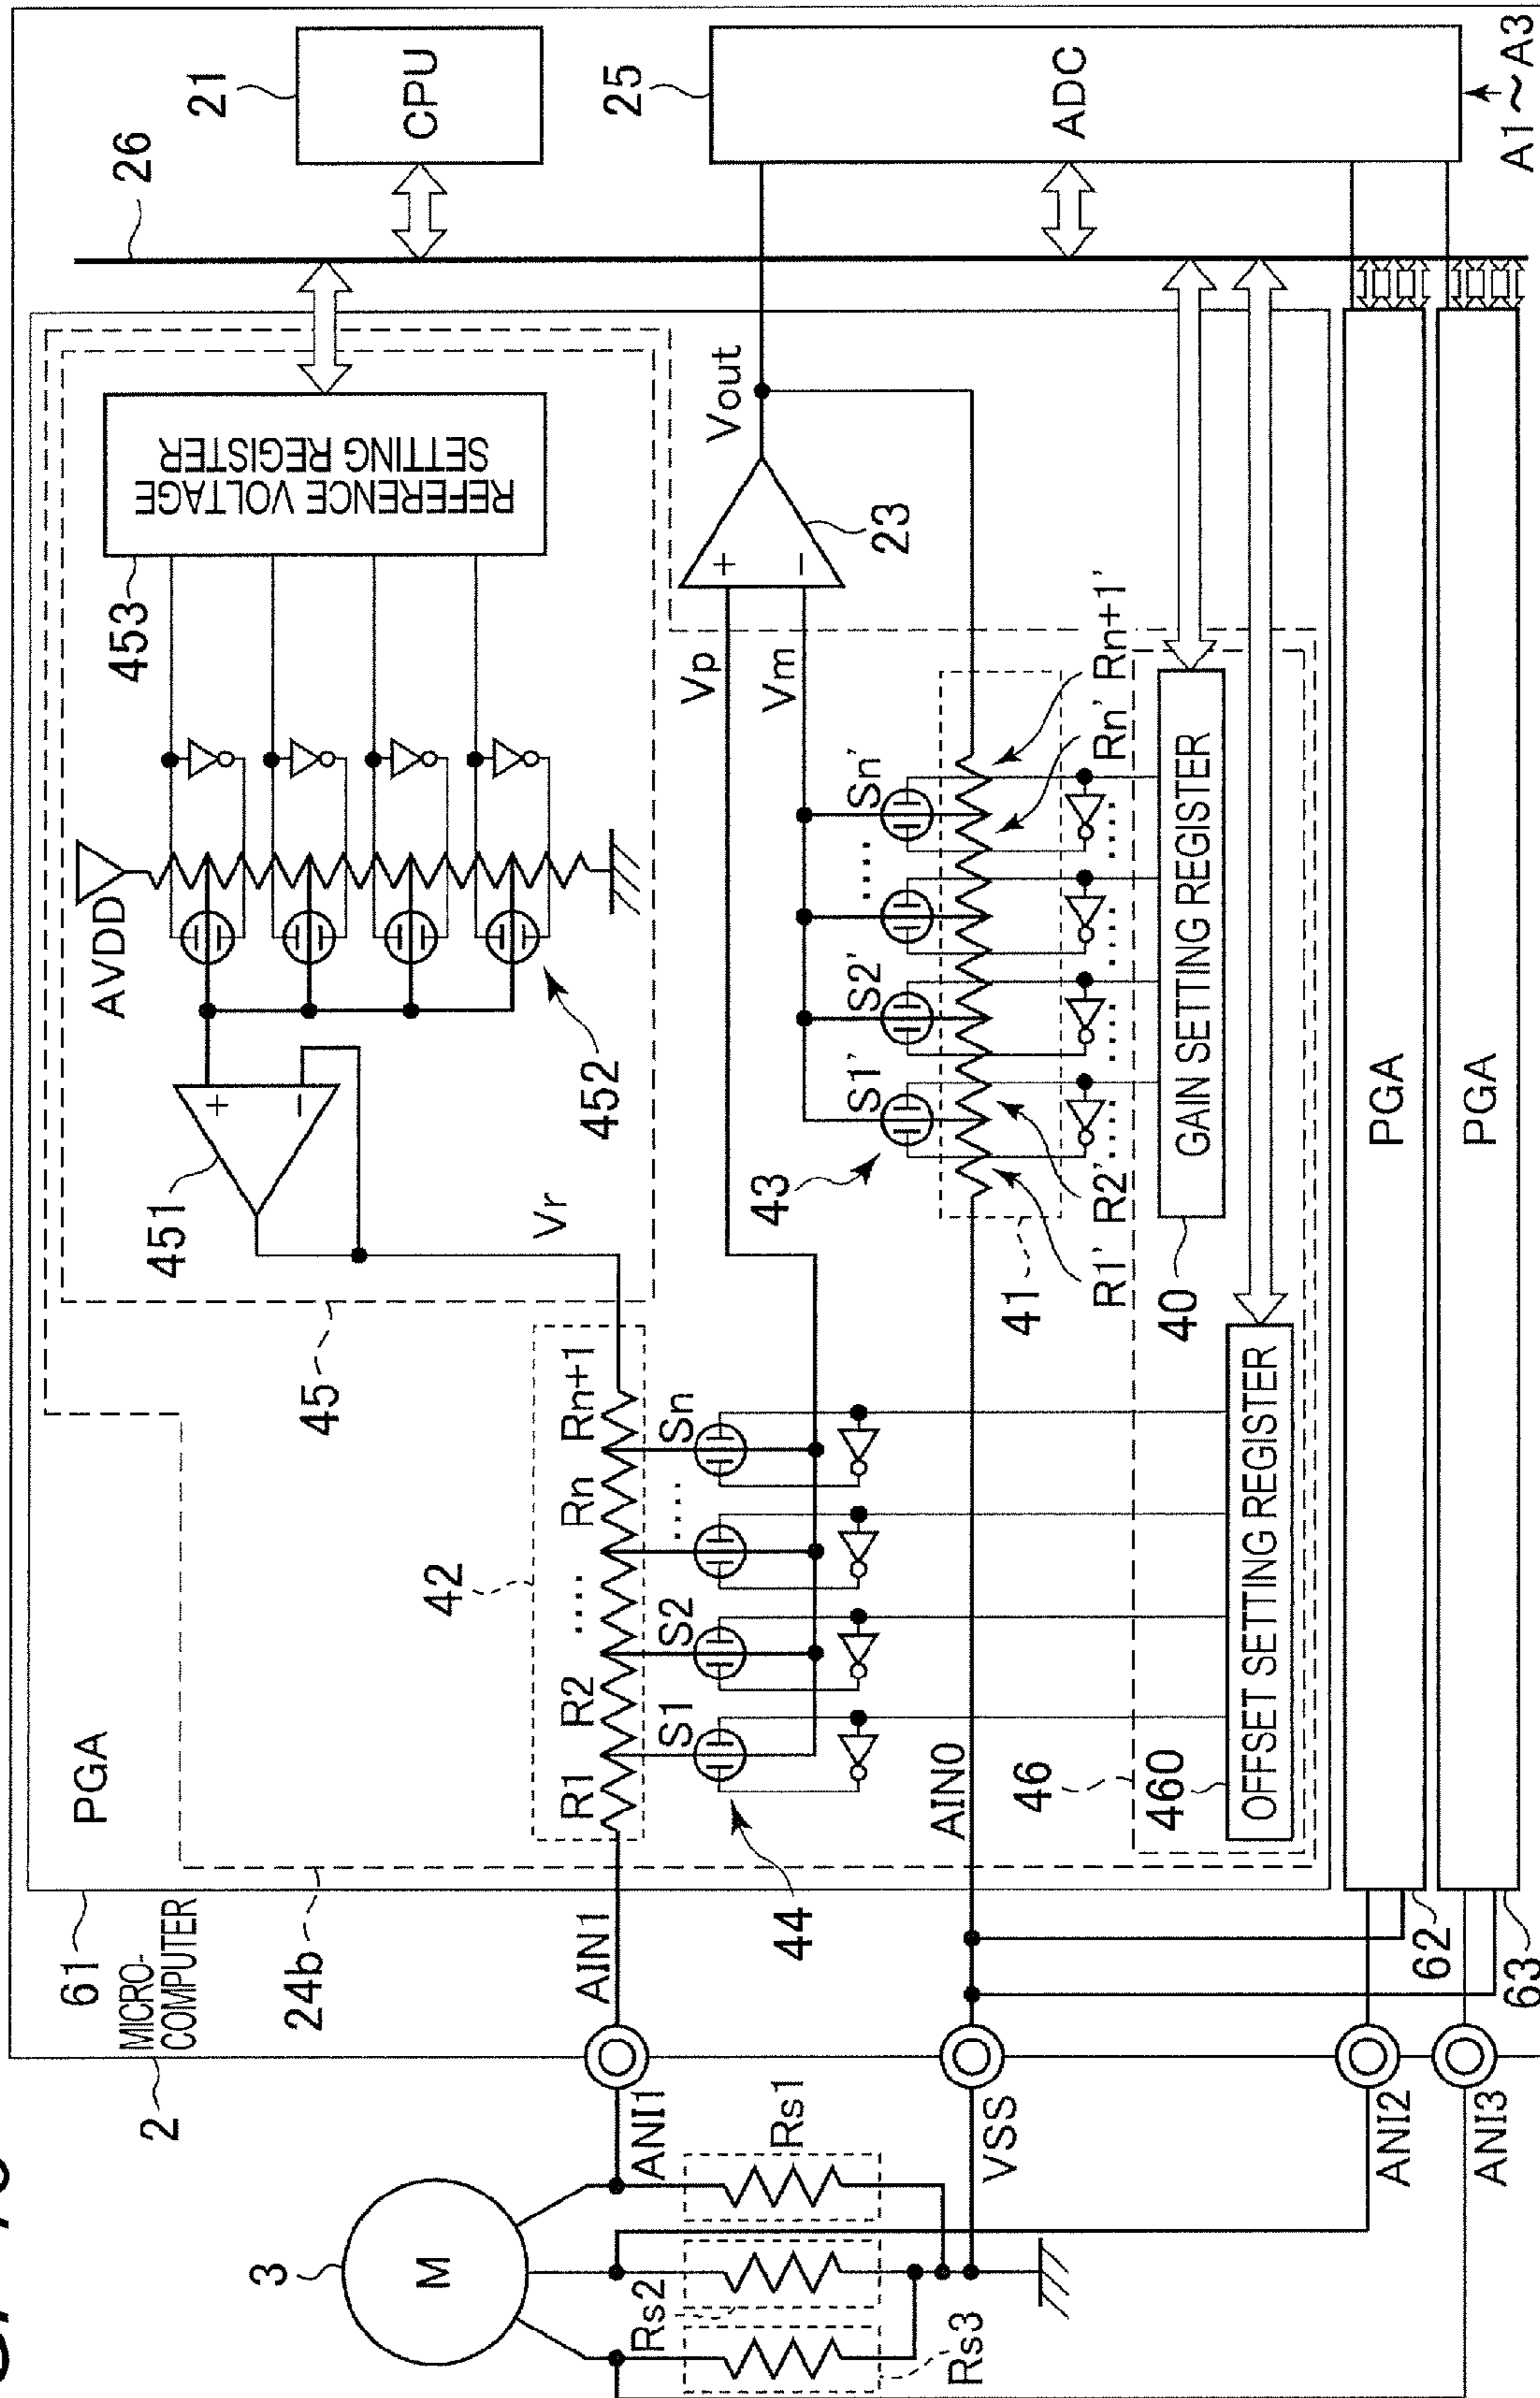 2
MICRO-
COMPUTER
61
PGA
24b
45
451
AVDD
453
REFERENCE VOLTAGE
SETTING REGISTER
26
21
CPU
452
Vr
42
R1
R2
....
Rn
Rn+1
S1
S2
....
Sn
44
AIN1
ANI1
Vp
Vm
+
−
+
−
Vout
23
25
ADC
A1~A3
43
S1'
S2'
....
Sn'
41
R1'
R2'
Rn'
Rn+1'
....
....
....
....
40
GAIN SETTING REGISTER
AIN0
46
460
OFFSET SETTING REGISTER
3
M
Rs1
Rs2
Rs3
VSS
ANI2
ANI3
62
PGA
63
PGA